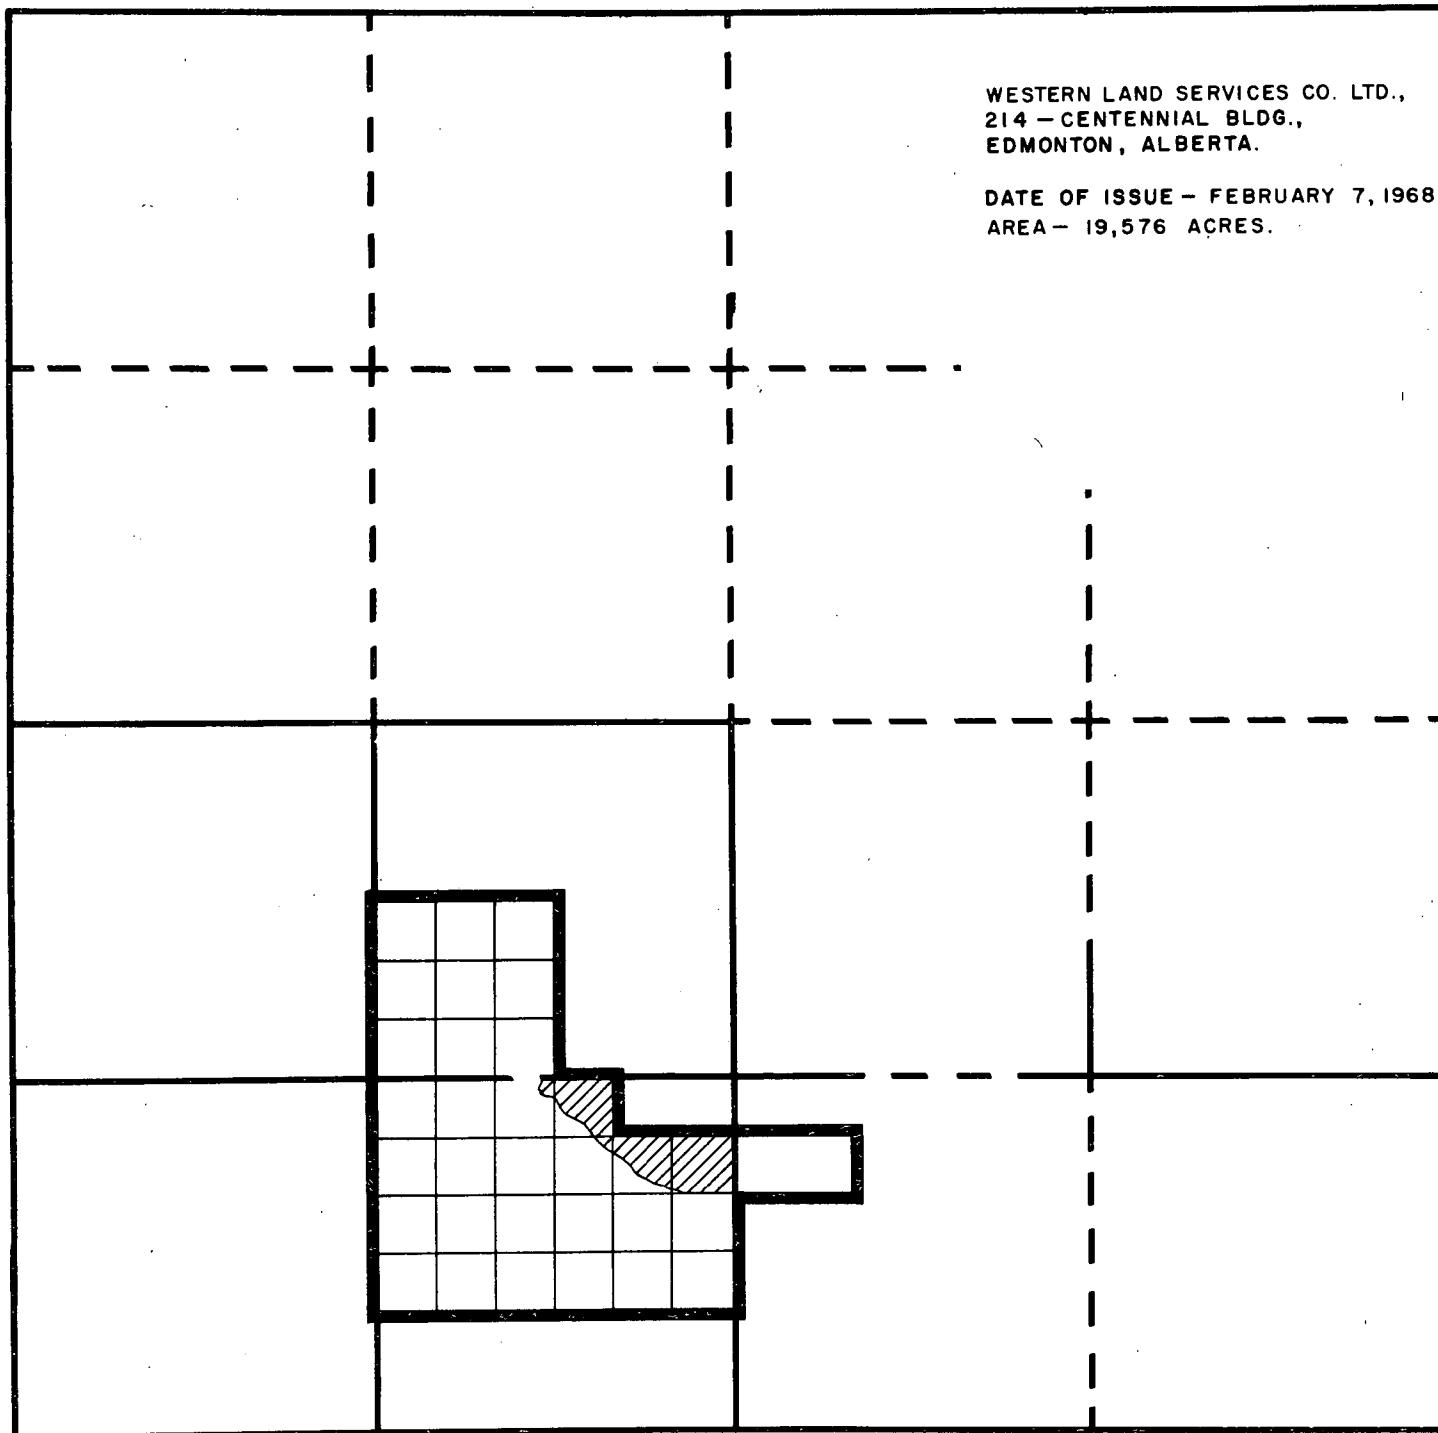 WESTERN LAND SERVICES CO. LTD.,
214 — CENTENNIAL BLDG.,
EDMONTON, ALBERTA.
DATE OF ISSUE — FEBRUARY 7, 1968
AREA — 19,576 ACRES.